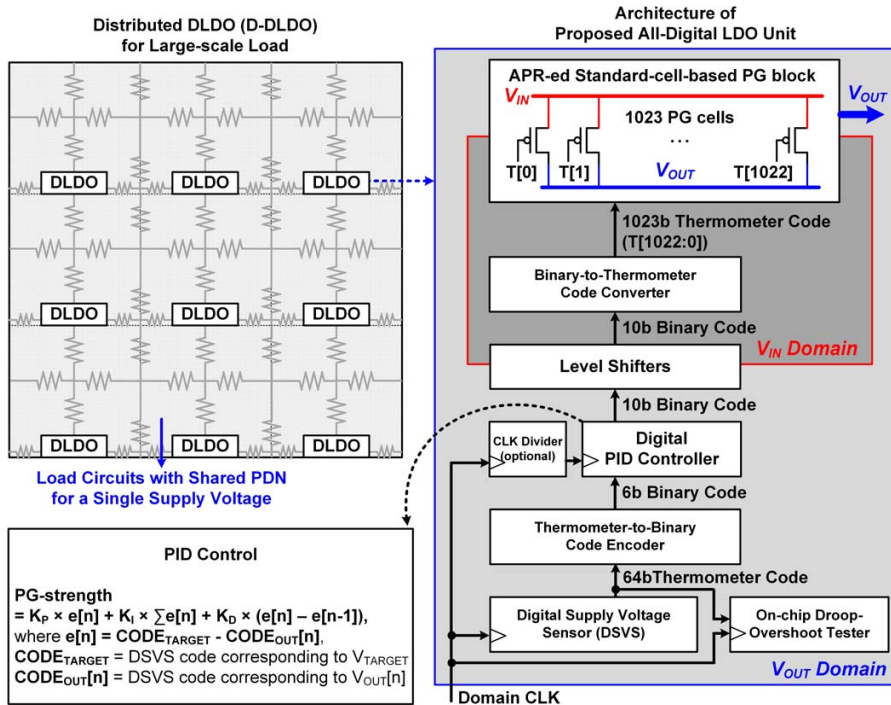 Distributed DLDO (D-DLDO)
for Large-scale Load
DLDO DLDO DLDO
DLDO DLDO DLDO
DLDO DLDO DLDO
Load Circuits with Shared PDN
for a Single Supply Voltage
PID Control
PG-strength
= KP × e[n] + KI × ∑e[n] + KD × (e[n] – e[n-1]),
where e[n] = CODETARGET - CODEOUT[n],
CODETARGET = DSVS code corresponding to VTARGET
CODEOUT[n] = DSVS code corresponding to VOUT[n]
Architecture of
Proposed All-Digital LDO Unit
APR-ed Standard-cell-based PG block
VIN
VOUT
1023 PG cells
...
T[0] T[1] T[1022]
VOUT
1023b Thermometer Code
(T[1022:0])
Binary-to-Thermometer
Code Converter
10b Binary Code
VIN Domain
Level Shifters
10b Binary Code
CLK Divider
(optional)
Digital
PID Controller
6b Binary Code
Thermometer-to-Binary
Code Encoder
64bThermometer Code
Digital Supply Voltage
Sensor (DSVS)
On-chip Droop-
Overshoot Tester
VOUT Domain
Domain CLK